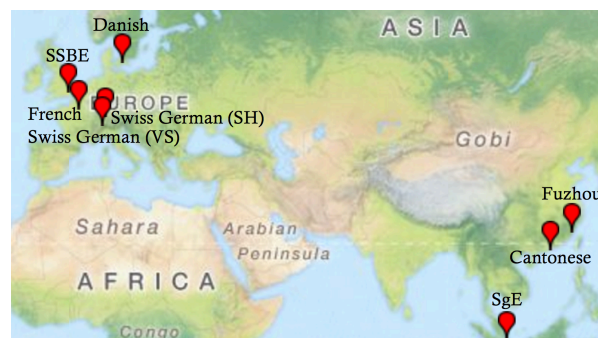 Danish
ASIA
SSBE
EUROPE
French
Swiss German (SH)
Swiss German (VS)
Gobi
Fuzhou
Sahara
Arabian
Peninsula
Cantonese
AFRICA
SgE
Congo